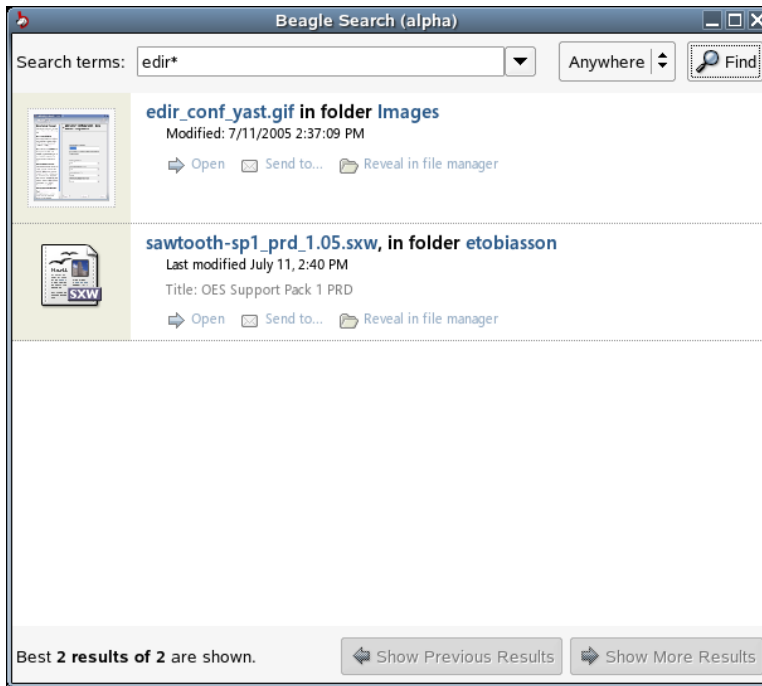 Beagle Search (alpha)
Search terms: edir* Anywhere Find
edir_conf_yast.gif in folder Images
Modified: 7/11/2005 2:37:09 PM
Open Send to... Reveal in file manager
sawtooth-sp1_prd_1.05.sxw, in folder etobiasson
Last modified July 11, 2:40 PM
Title: OES Support Pack 1 PRD
SXW
Open Send to... Reveal in file manager
Best 2 results of 2 are shown. Show Previous Results Show More Results